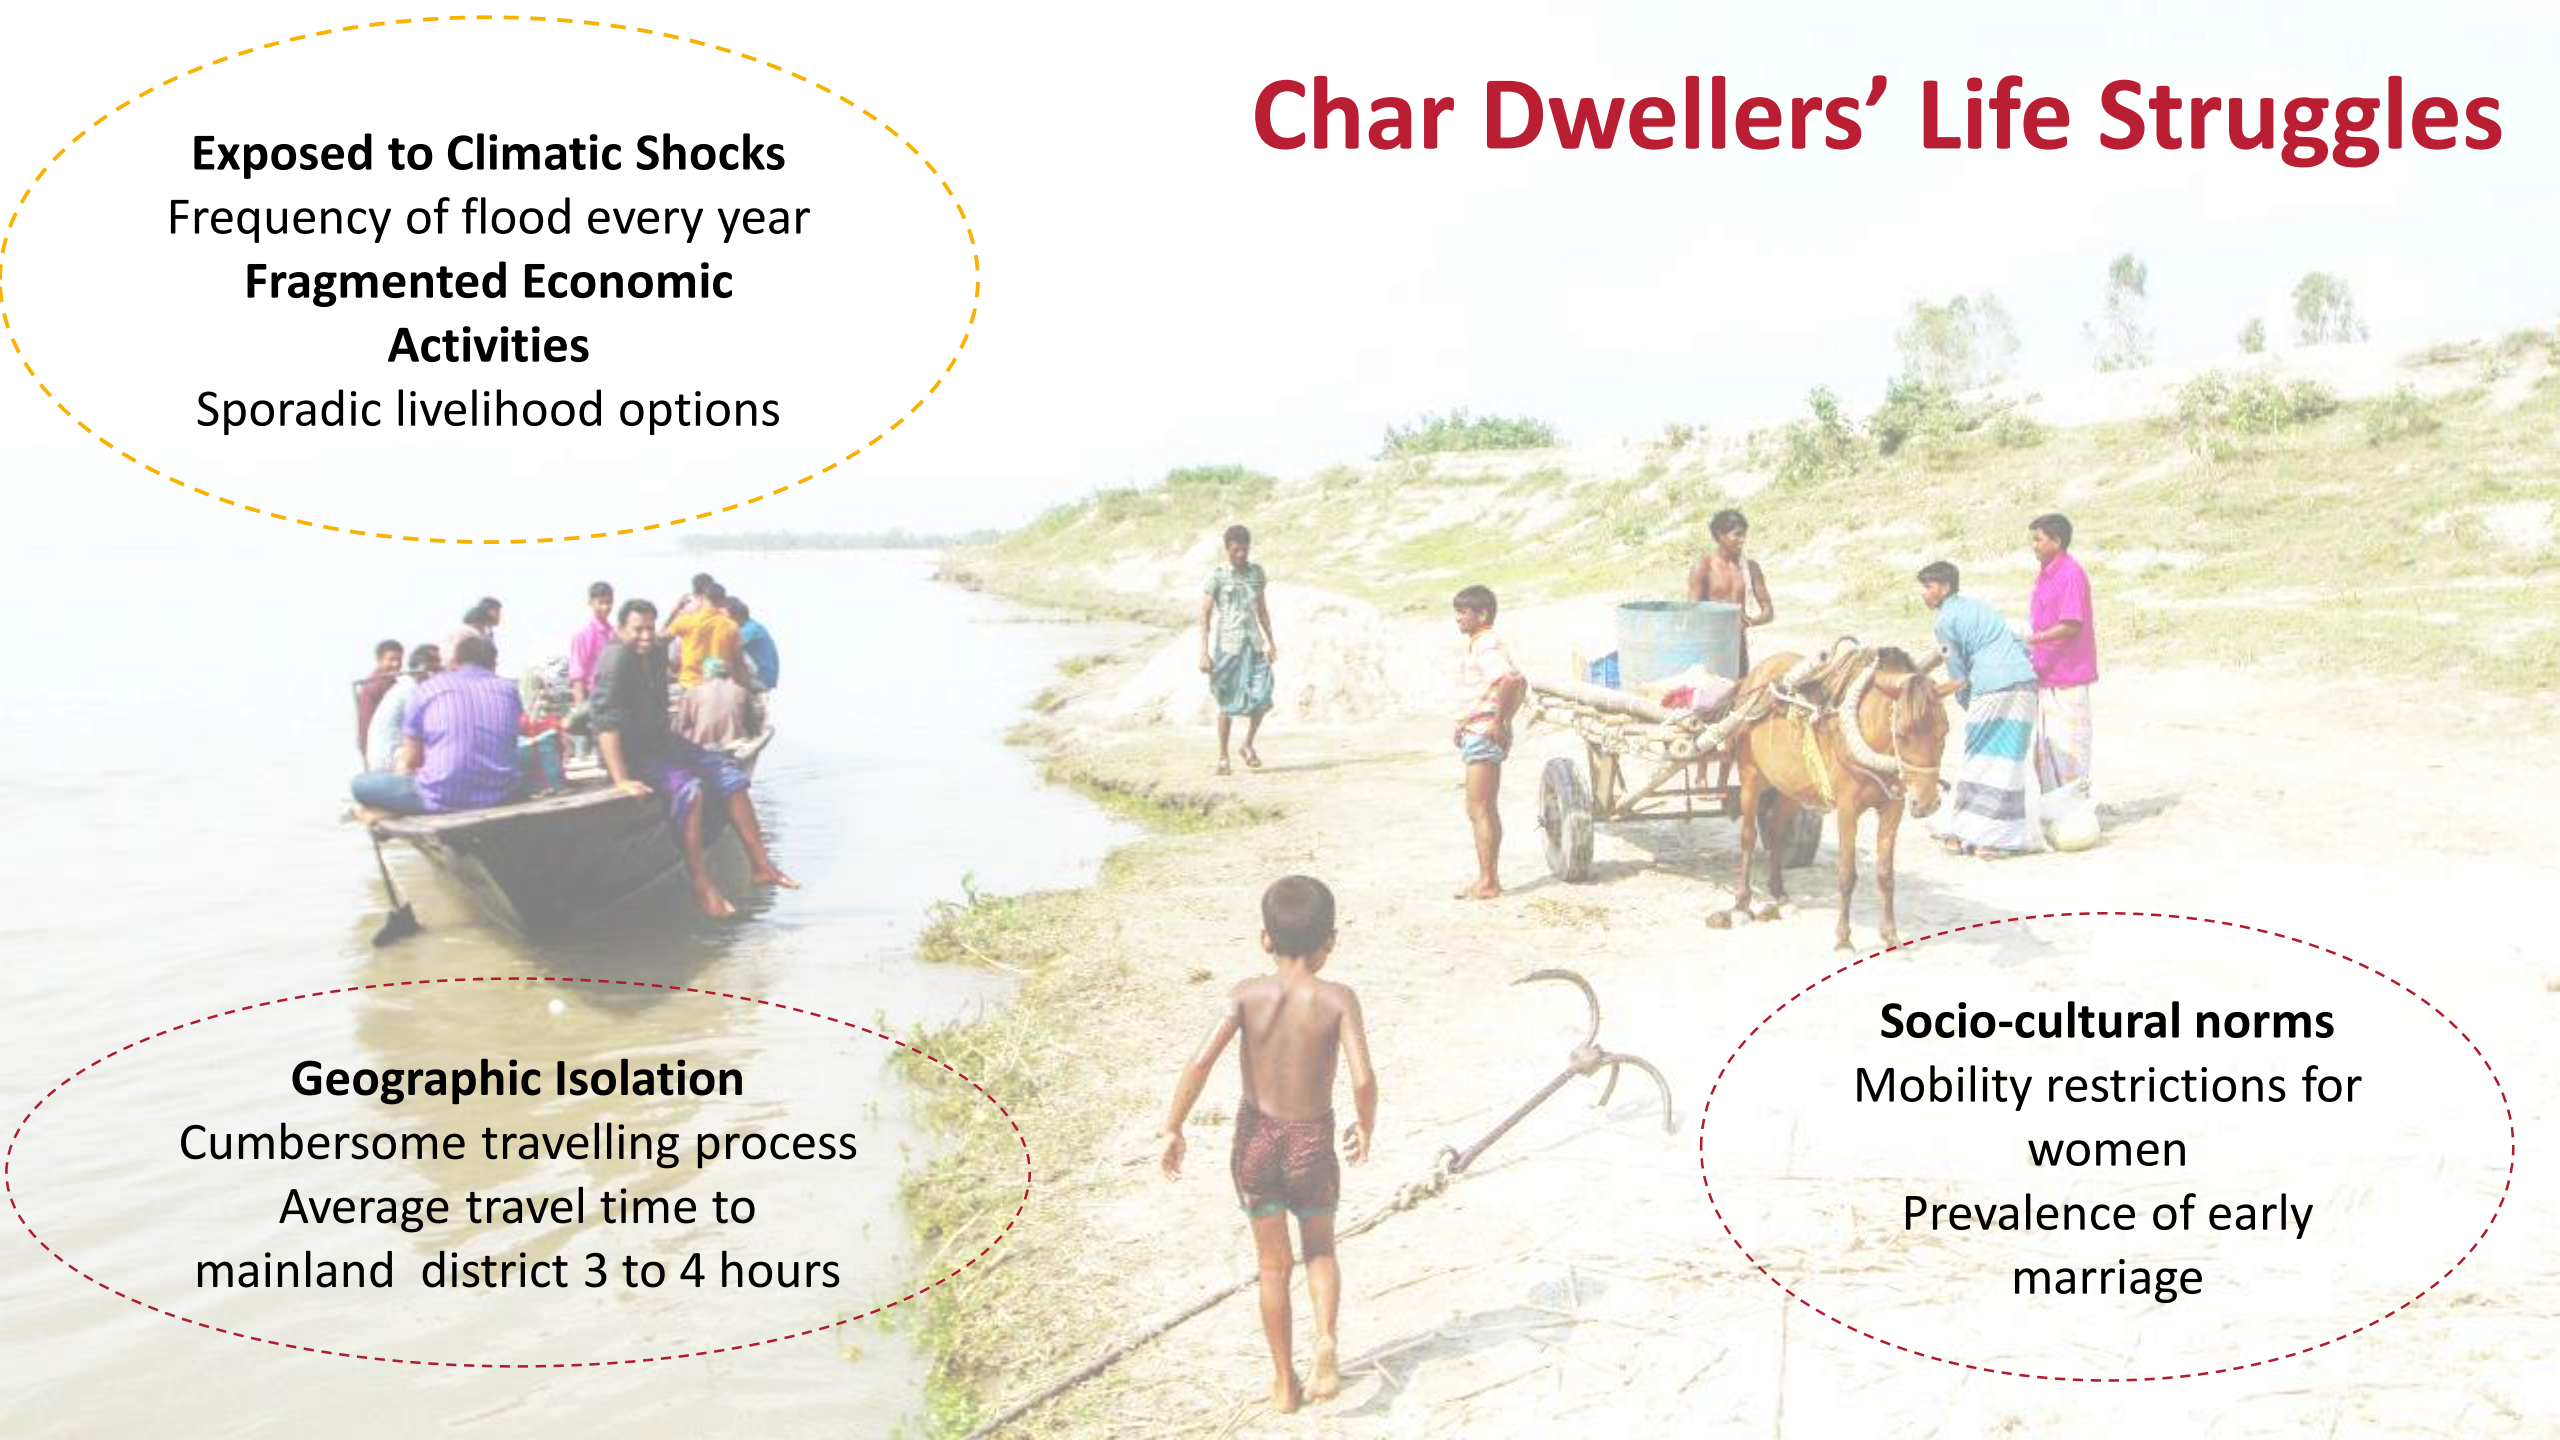 Char Dwellers’ Life Struggles
Exposed to Climatic Shocks
Frequency of flood every year
Fragmented Economic
Activities
Sporadic livelihood options
Geographic Isolation
Cumbersome travelling process
Average travel time to
mainland  district 3 to 4 hours
Socio-cultural norms
Mobility restrictions for
women
Prevalence of early
marriage